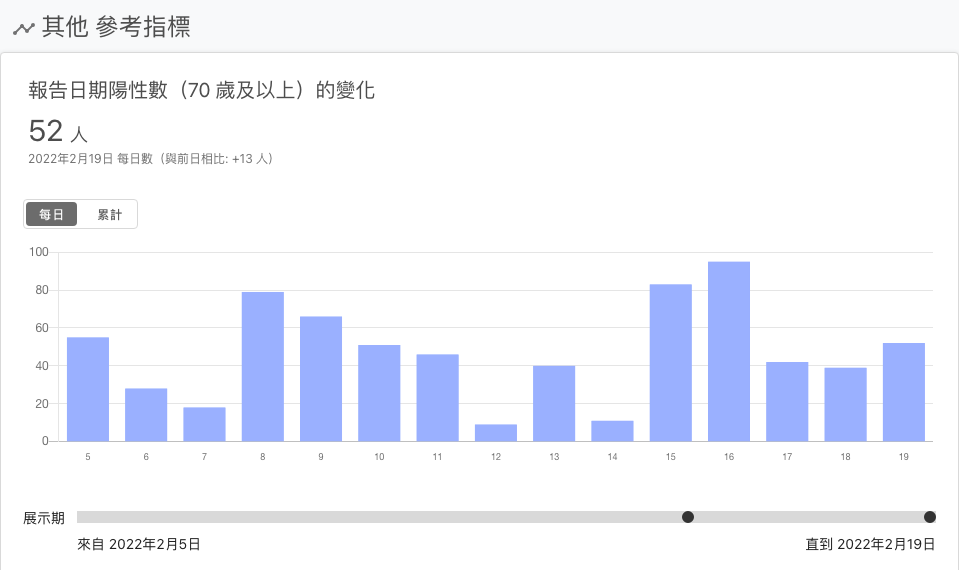 其他 參考指標
報告日期陽性數（70 歲及以上）的變化
52 人
2022年2月19日 每日數（與前日相比: +13 人）
每日 累計
100
80
60
40
20
0
5 6 7 8 9 10 11 12 13 14 15 16 17 18 19
展示期
來自 2022年2月5日 直到 2022年2月19日